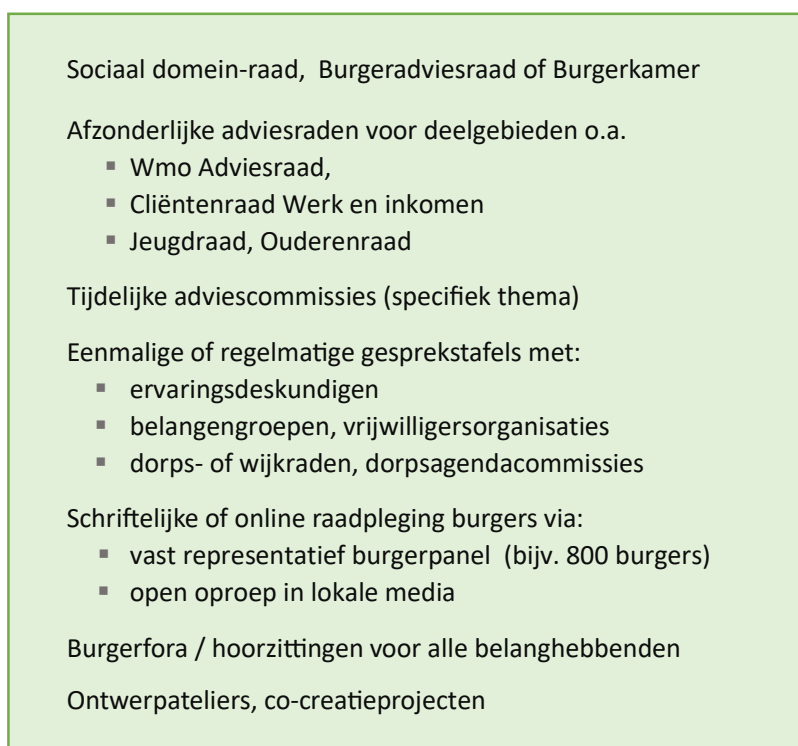 Sociaal domein-raad, Burgeradviesraad of Burgerkamer
Afzonderlijke adviesraden voor deelgebieden o.a.
▪ Wmo Adviesraad,
▪ Cliëntenraad Werk en inkomen
▪ Jeugdraad, Ouderenraad
Tijdelijke adviescommissies (specifiek thema)
Eenmalige of regelmatige gesprekstafels met:
▪ ervaringsdeskundigen
▪ belangengroepen, vrijwilligersorganisaties
▪ dorps- of wijkraden, dorpsagendacommissies
Schriftelijke of online raadpleging burgers via:
▪ vast representatief burgerpanel (bijv. 800 burgers)
▪ open oproep in lokale media
Burgerfora / hoorzittingen voor alle belanghebbenden
Ontwerpateliers, co-creatieprojecten